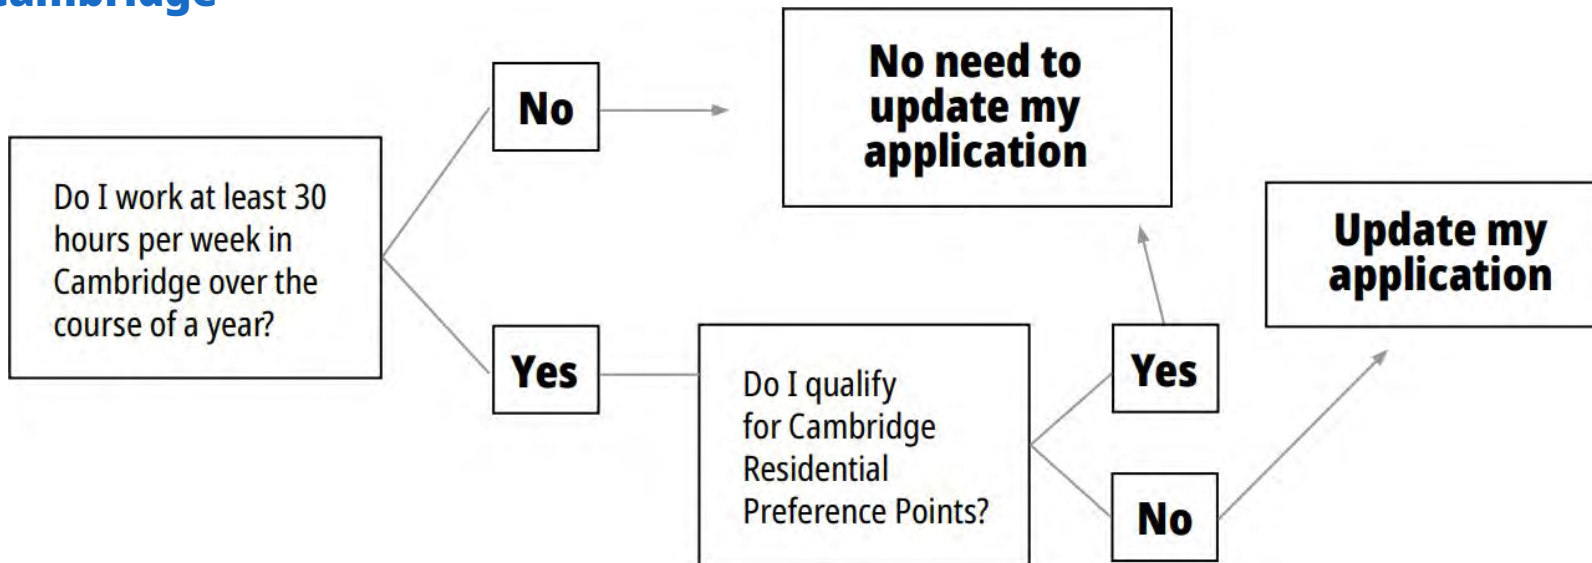 Cambridge
No need to
update my
application
No
Do I work at least 30
hours per week in
Cambridge over the
course of a year?
Update my
application
Yes
Do I qualify
for Cambridge
Residential
Preference Points?
Yes
No